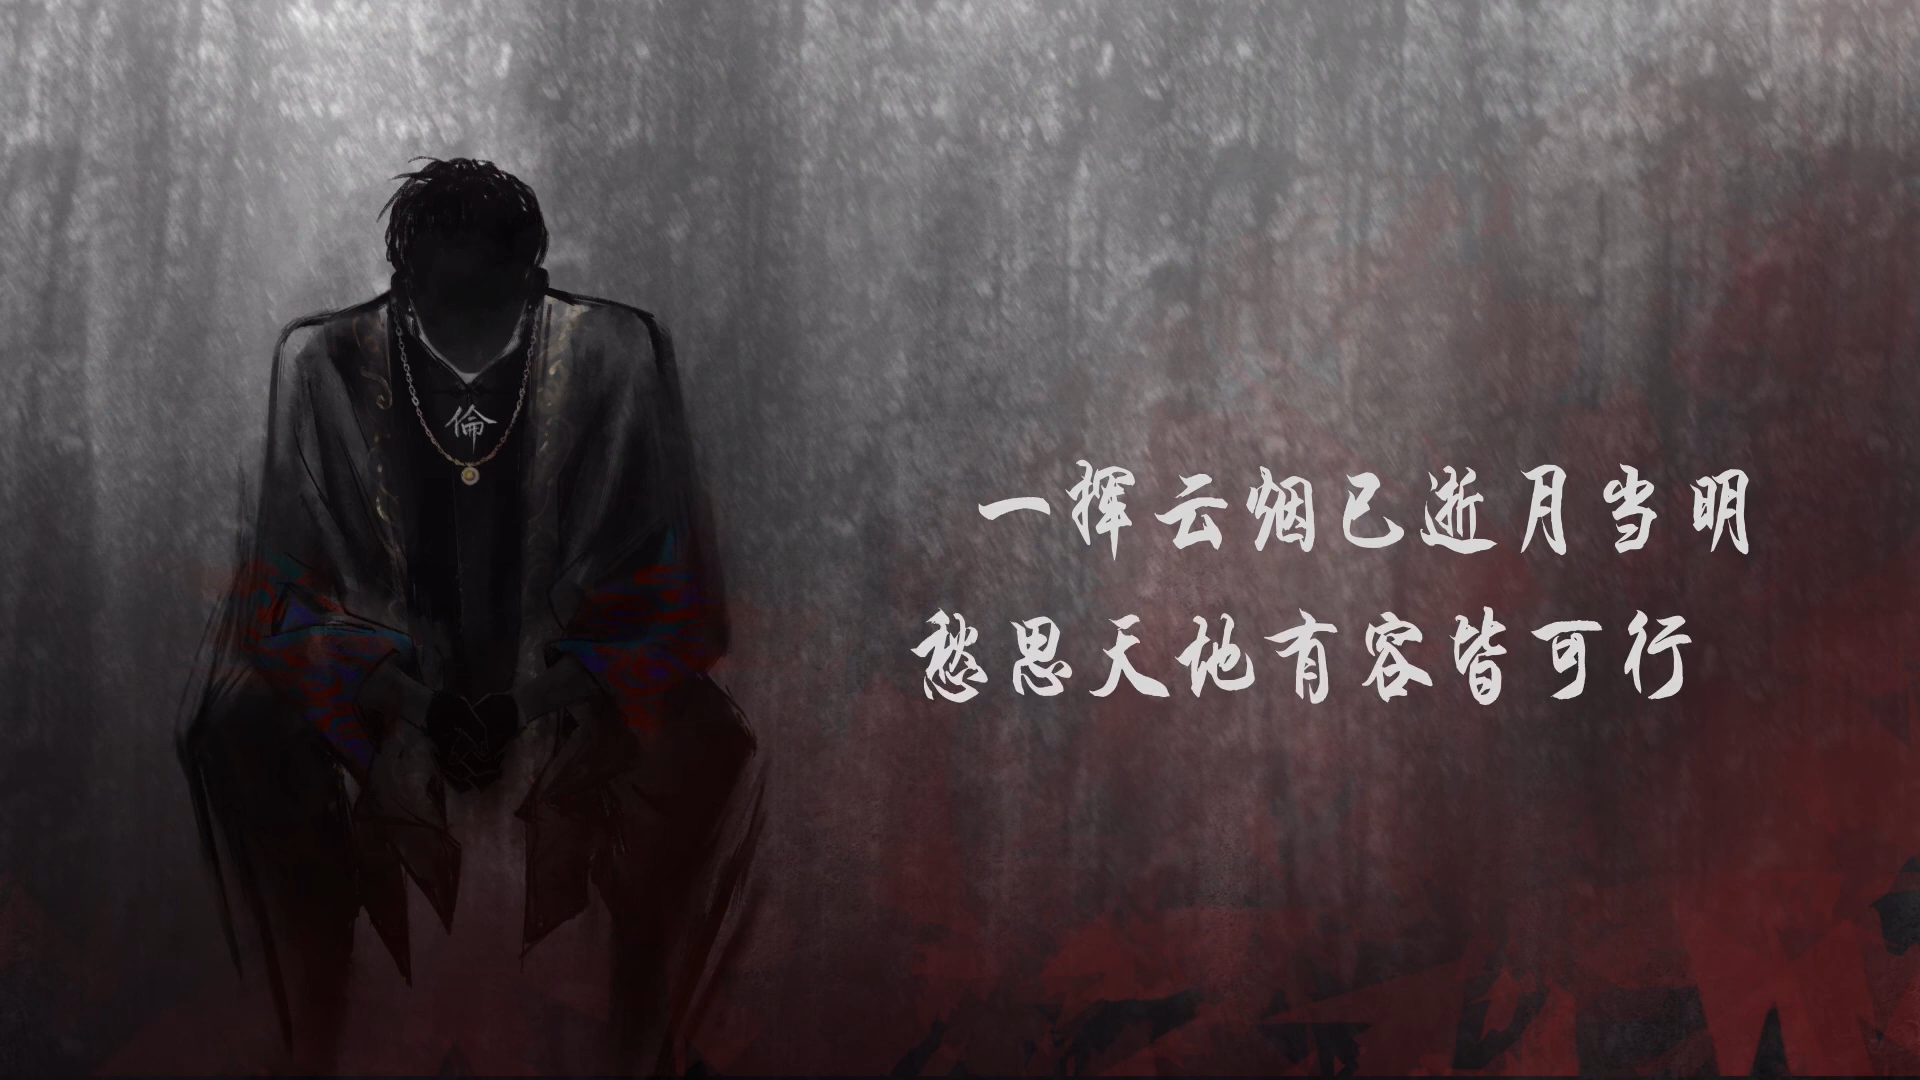 倫
一挥云烟已逝月当明
愁思天地有容皆可行